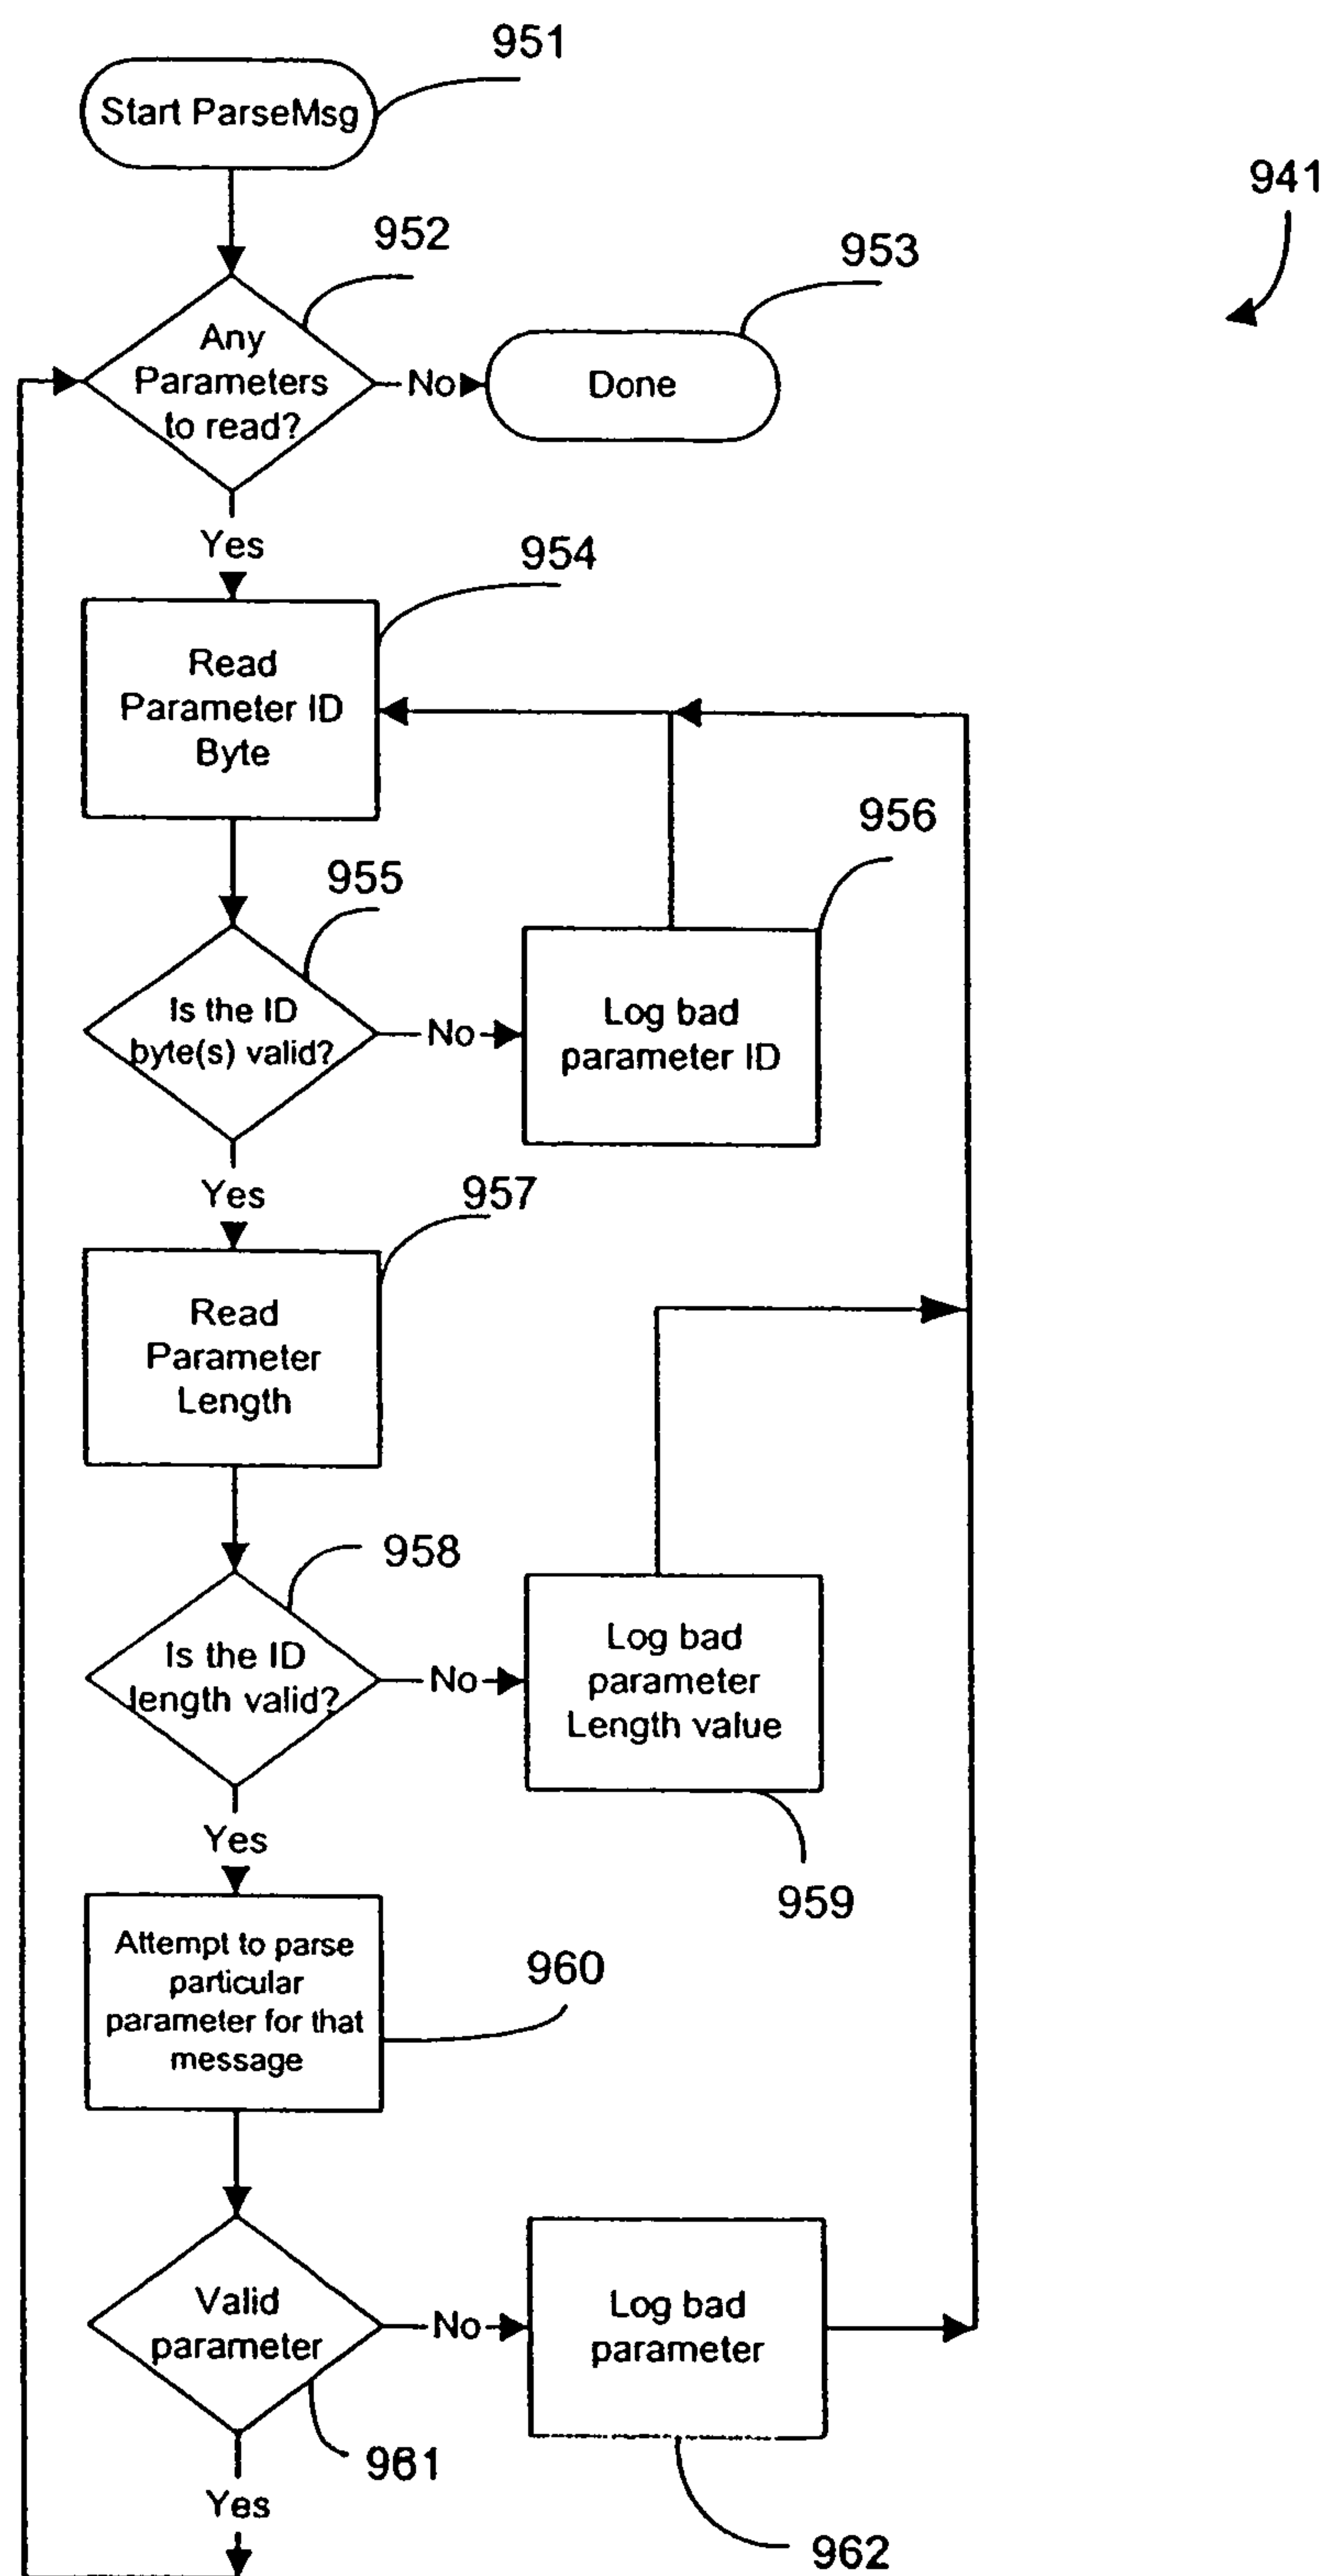 951
Start ParseMsg
941
952
953
Any
Parameters
to read?
No
Done
Yes
954
Read
Parameter ID
Byte
956
955
Is the ID
byte(s) valid?
No
Log bad
parameter ID
Yes
957
Read
Parameter
Length
958
Is the ID
length valid?
No
Log bad
parameter
Length value
Yes
959
Attempt to parse
particular
parameter for that
message
960
Valid
parameter
No
Log bad
parameter
961
Yes
962